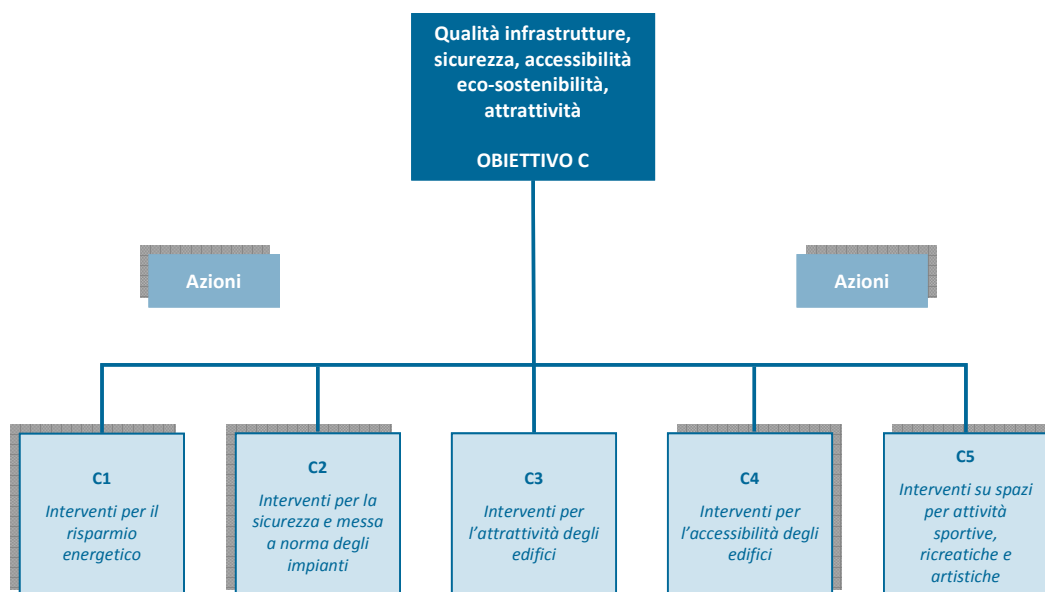 Qualità infrastrutture,
sicurezza, accessibilità
eco-sostenibilità,
attrattività
OBIETTIVO C
Azioni
Azioni
C1
Interventi per il
risparmio
energetico
C2
Interventi per la
sicurezza e messa
a norma degli
impianti
C3
Interventi per
l’attrattività degli
edifici
C4
Interventi per
l’accessibilità degli
edifici
C5
Interventi su spazi
per attività
sportive,
ricreatiche e
artistiche